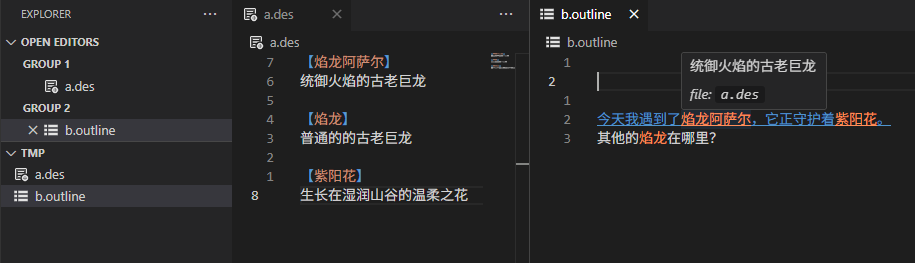 EXPLORER
OPEN EDITORS
GROUP 1
a.des
GROUP 2
b.outline
TMP
a.des
b.outline
a.des
a.des
7 【焰龙阿萨尔】
6 统御火焰的古老巨龙
5
4 【焰龙】
3 普通的的古老巨龙
2
1 【紫阳花】
8 生长在湿润山谷的温柔之花
b.outline
b.outline
1
2
统御火焰的古老巨龙
file: a.des
1
2 今天我遇到了焰龙阿萨尔，它正守护着紫阳花。
3 其他的焰龙在哪里？